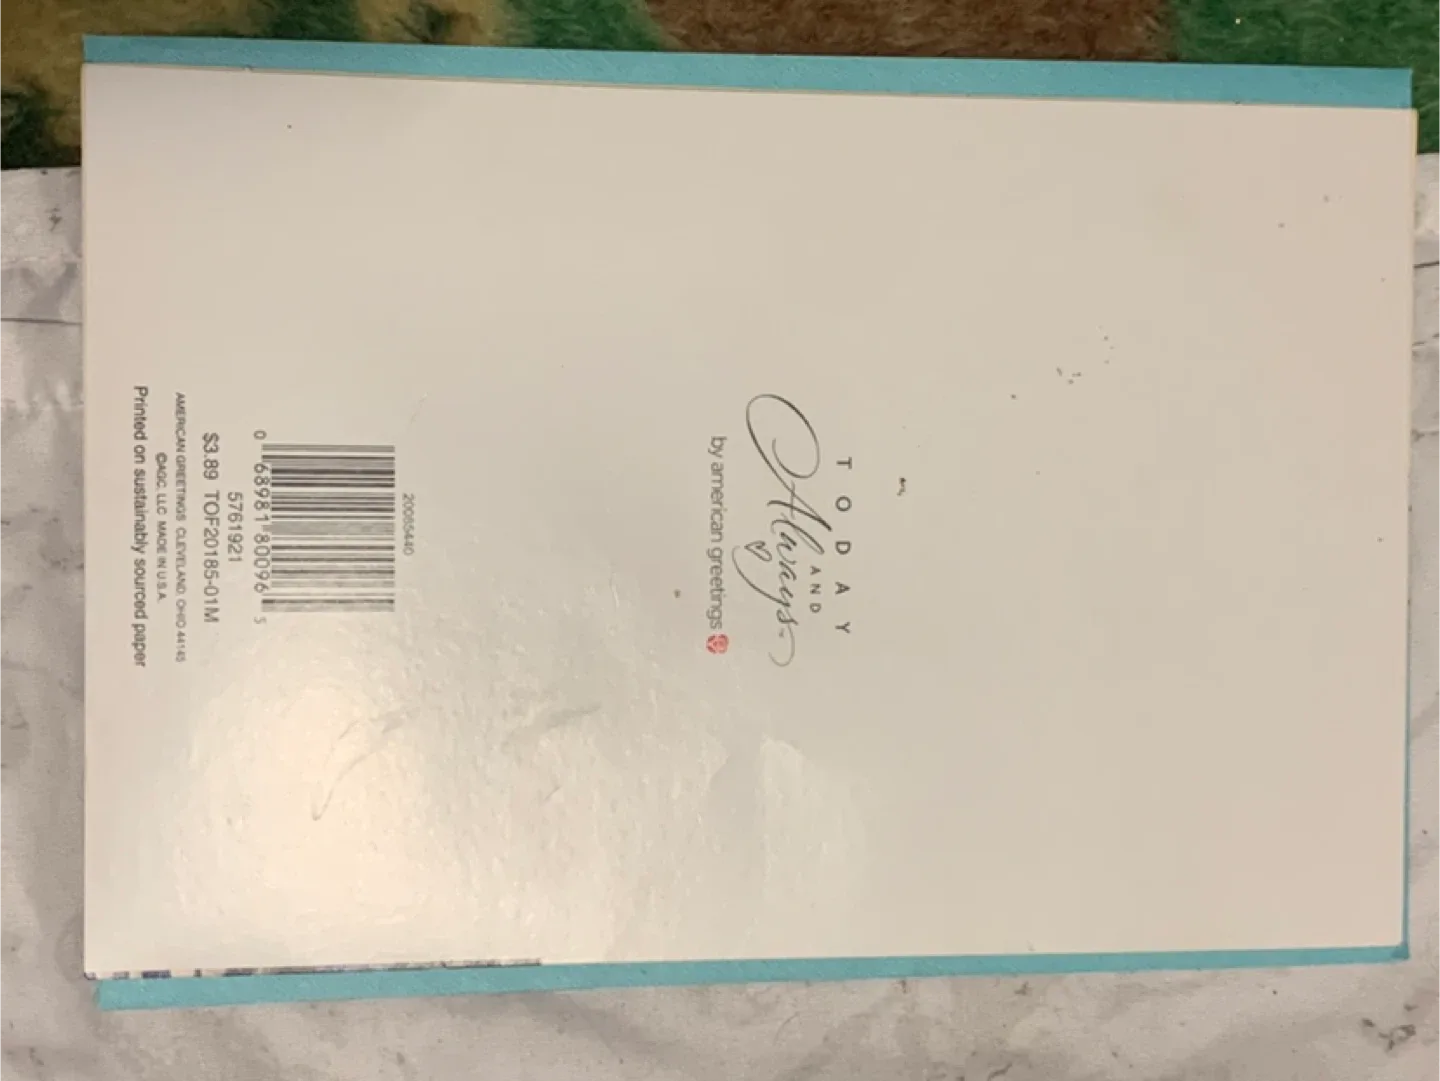 TODAY
AND
Always
by american greetings
20065440
0 68981 80096 5
5761921
$3.89 TOF20185-01M
AMERICAN GREETINGS CLEVELAND, OHIO 44145
©AGC, LLC MADE IN U.S.A.
Printed on sustainably sourced paper